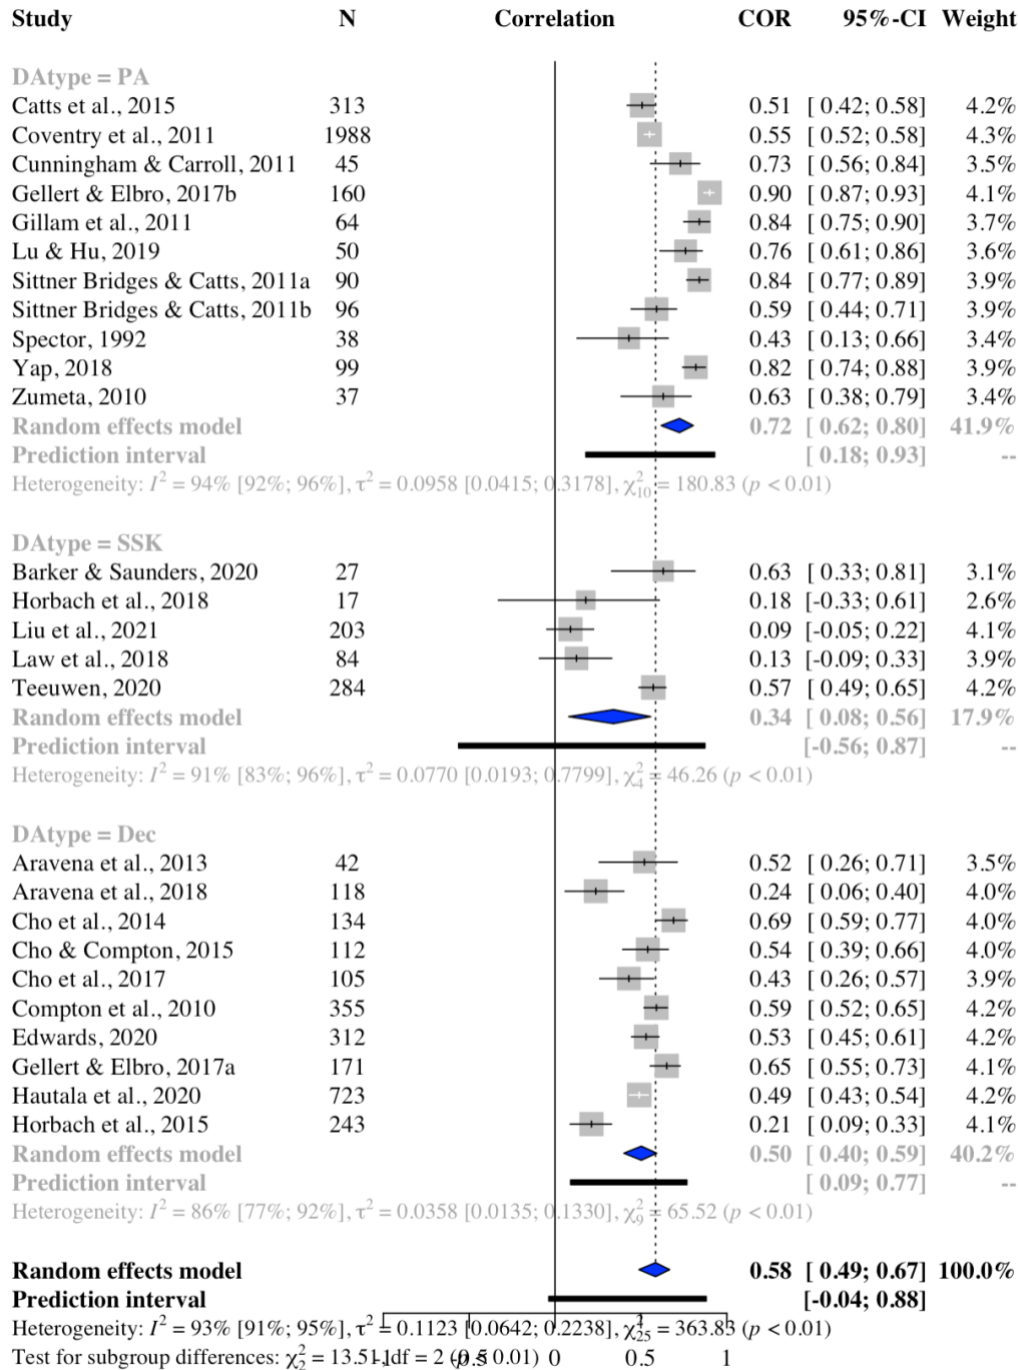 Study N Correlation COR 95%-CI Weight
DAtype = PA
Catts et al., 2015 313 0.51 [ 0.42; 0.58] 4.2%
Coventry et al., 2011 1988 0.55 [ 0.52; 0.58] 4.3%
Cunningham & Carroll, 2011 45 0.73 [ 0.56; 0.84] 3.5%
Gellert & Elbro, 2017b 160 0.90 [ 0.87; 0.93] 4.1%
Gillam et al., 2011 64 0.84 [ 0.75; 0.90] 3.7%
Lu & Hu, 2019 50 0.76 [ 0.61; 0.86] 3.6%
Sittner Bridges & Catts, 2011a 90 0.84 [ 0.77; 0.89] 3.9%
Sittner Bridges & Catts, 2011b 96 0.59 [ 0.44; 0.71] 3.9%
Spector, 1992 38 0.43 [ 0.13; 0.66] 3.4%
Yap, 2018 99 0.82 [ 0.74; 0.88] 3.9%
Zumeta, 2010 37 0.63 [ 0.38; 0.79] 3.4%
Random effects model 0.72 [ 0.62; 0.80] 41.9%
Prediction interval [ 0.18; 0.93] --
Heterogeneity: I² = 94% [92%; 96%], τ² = 0.0958 [0.0415; 0.3178], χ²₁₀ = 180.83 (p < 0.01)
DAtype = SSK
Barker & Saunders, 2020 27 0.63 [ 0.33; 0.81] 3.1%
Horbach et al., 2018 17 0.18 [-0.33; 0.61] 2.6%
Liu et al., 2021 203 0.09 [-0.05; 0.22] 4.1%
Law et al., 2018 84 0.13 [-0.09; 0.33] 3.9%
Teeuwen, 2020 284 0.57 [ 0.49; 0.65] 4.2%
Random effects model 0.34 [ 0.08; 0.56] 17.9%
Prediction interval [-0.56; 0.87] --
Heterogeneity: I² = 91% [83%; 96%], τ² = 0.0770 [0.0193; 0.7799], χ²₄ = 46.26 (p < 0.01)
DAtype = Dec
Aravena et al., 2013 42 0.52 [ 0.26; 0.71] 3.5%
Aravena et al., 2018 118 0.24 [ 0.06; 0.40] 4.0%
Cho et al., 2014 134 0.69 [ 0.59; 0.77] 4.0%
Cho & Compton, 2015 112 0.54 [ 0.39; 0.66] 4.0%
Cho et al., 2017 105 0.43 [ 0.26; 0.57] 3.9%
Compton et al., 2010 355 0.59 [ 0.52; 0.65] 4.2%
Edwards, 2020 312 0.53 [ 0.45; 0.61] 4.2%
Gellert & Elbro, 2017a 171 0.65 [ 0.55; 0.73] 4.1%
Hautala et al., 2020 723 0.49 [ 0.43; 0.54] 4.2%
Horbach et al., 2015 243 0.21 [ 0.09; 0.33] 4.1%
Random effects model 0.50 [ 0.40; 0.59] 40.2%
Prediction interval [ 0.09; 0.77] --
Heterogeneity: I² = 86% [77%; 92%], τ² = 0.0358 [0.0135; 0.1330], χ²₉ = 65.52 (p < 0.01)
Random effects model 0.58 [ 0.49; 0.67] 100.0%
Prediction interval [-0.04; 0.88]
Heterogeneity: I² = 93% [91%; 95%], τ² = 0.1123 [0.0642; 0.2238], χ²₂₅ = 363.83 (p < 0.01)
Test for subgroup differences: χ²₂ = 13.51, df = 2 (p < 0.01) 0 0.5 1